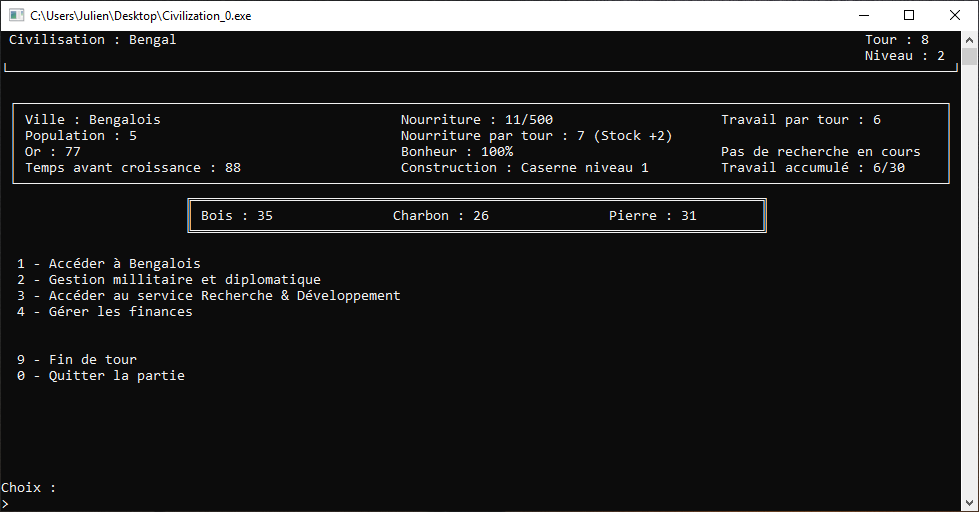 C:\Users\Julien\Desktop\Civilization_0.exe
Civilisation : Bengal Tour : 8
Niveau : 2
Ville : Bengalois Nourriture : 11/500 Travail par tour : 6
Population : 5 Nourriture par tour : 7 (Stock +2)
Or : 77 Bonheur : 100% Pas de recherche en cours
Temps avant croissance : 88 Construction : Caserne niveau 1 Travail accumulé : 6/30
Bois : 35 Charbon : 26 Pierre : 31
1 - Accéder à Bengalois
2 - Gestion millitaire et diplomatique
3 - Accéder au service Recherche & Développement
4 - Gérer les finances
9 - Fin de tour
0 - Quitter la partie
Choix :
>